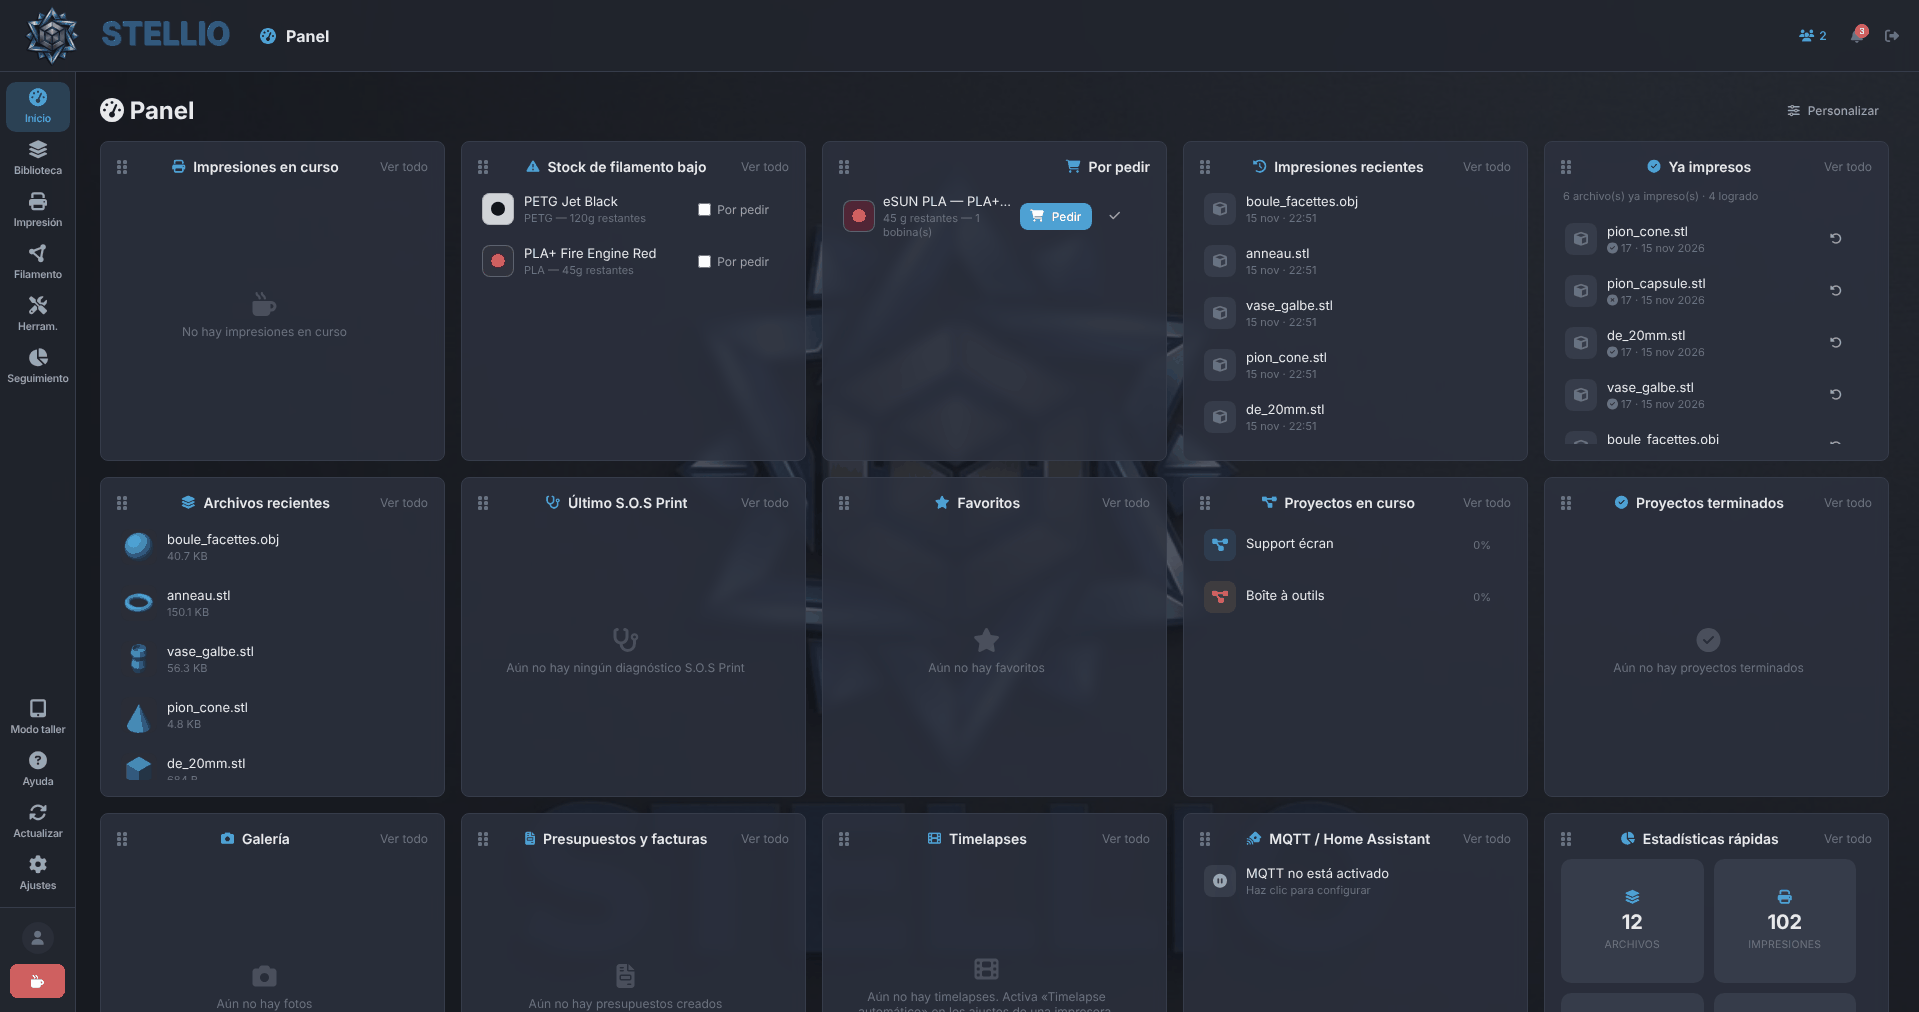 STELLIO
Panel
2
3
Inicio
Biblioteca
Impresión
Filamento
Herram.
Seguimiento
Modo taller
Ayuda
Actualizar
Ajustes
Panel
Personalizar
Impresiones en curso
Ver todo
No hay impresiones en curso
Stock de filamento bajo
Ver todo
PETG Jet Black
PETG — 120g restantes
Por pedir
PLA+ Fire Engine Red
PLA — 45g restantes
Por pedir
Por pedir
eSUN PLA — PLA+...
45 g restantes — 1
bobina(s)
Pedir
Impresiones recientes
Ver todo
boule_facettes.obj
15 nov · 22:51
anneau.stl
15 nov · 22:51
vase_galbe.stl
15 nov · 22:51
pion_cone.stl
15 nov · 22:51
de_20mm.stl
15 nov · 22:51
Ya impresos
Ver todo
6 archivo(s) ya impreso(s) · 4 logrado
pion_cone.stl
17 · 15 nov 2026
pion_capsule.stl
17 · 15 nov 2026
de_20mm.stl
17 · 15 nov 2026
vase_galbe.stl
17 · 15 nov 2026
boule_facettes.obj
Archivos recientes
Ver todo
boule_facettes.obj
40.7 KB
anneau.stl
150.1 KB
vase_galbe.stl
56.3 KB
pion_cone.stl
4.8 KB
de_20mm.stl
684 B
Último S.O.S Print
Ver todo
Aún no hay ningún diagnóstico S.O.S Print
Favoritos
Ver todo
Aún no hay favoritos
Proyectos en curso
Ver todo
Support écran
0%
Boîte à outils
0%
Proyectos terminados
Ver todo
Aún no hay proyectos terminados
Galería
Ver todo
Aún no hay fotos
Presupuestos y facturas
Ver todo
Aún no hay presupuestos creados
Timelapses
Ver todo
Aún no hay timelapses. Activa «Timelapse
automático» en los ajustes de una impresora
MQTT / Home Assistant
Ver todo
MQTT no está activado
Haz clic para configurar
Estadísticas rápidas
Ver todo
12
ARCHIVOS
102
IMPRESIONES
STELLIO